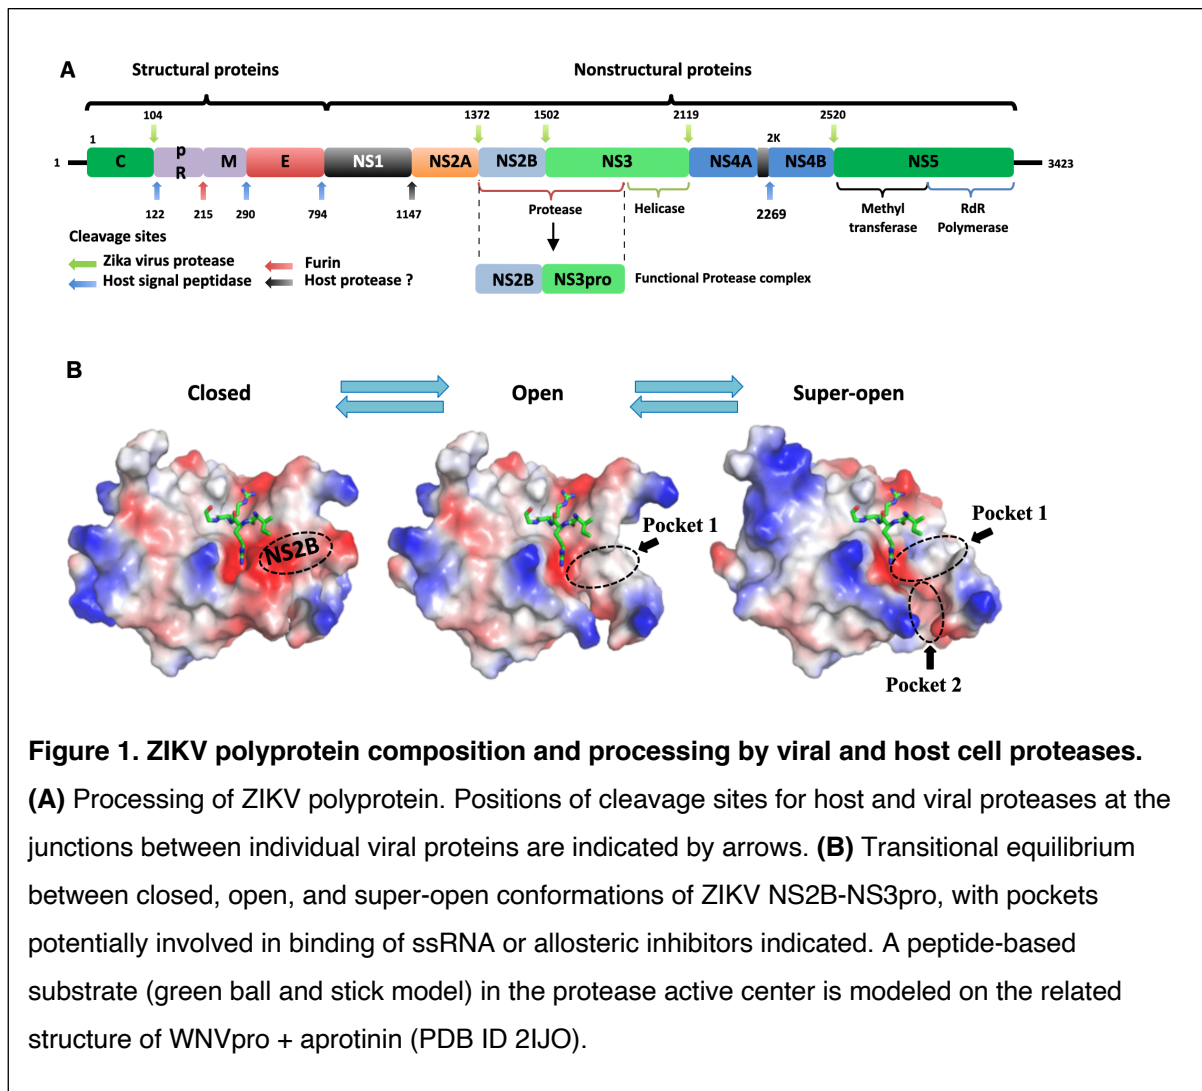 A
Structural proteins
Nonstructural proteins
104
1372
1502
2119
2520
1
2K
1
C
p
R
M
E
NS1
NS2A
NS2B
NS3
NS4A
NS4B
NS5
3423
122
215
290
794
1147
Protease
Helicase
2269
Methyl
transferase
RdR
Polymerase
Cleavage sites
Zika virus protease
Furin
Host signal peptidase
Host protease ?
NS2B
NS3pro
Functional Protease complex
B
Closed
Open
Super-open
NS2B
Pocket 1
Pocket 1
Pocket 2
Figure 1. ZIKV polyprotein composition and processing by viral and host cell proteases.
(A) Processing of ZIKV polyprotein. Positions of cleavage sites for host and viral proteases at the
junctions between individual viral proteins are indicated by arrows. (B) Transitional equilibrium
between closed, open, and super-open conformations of ZIKV NS2B-NS3pro, with pockets
potentially involved in binding of ssRNA or allosteric inhibitors indicated. A peptide-based
substrate (green ball and stick model) in the protease active center is modeled on the related
structure of WNVpro + aprotinin (PDB ID 2IJO).